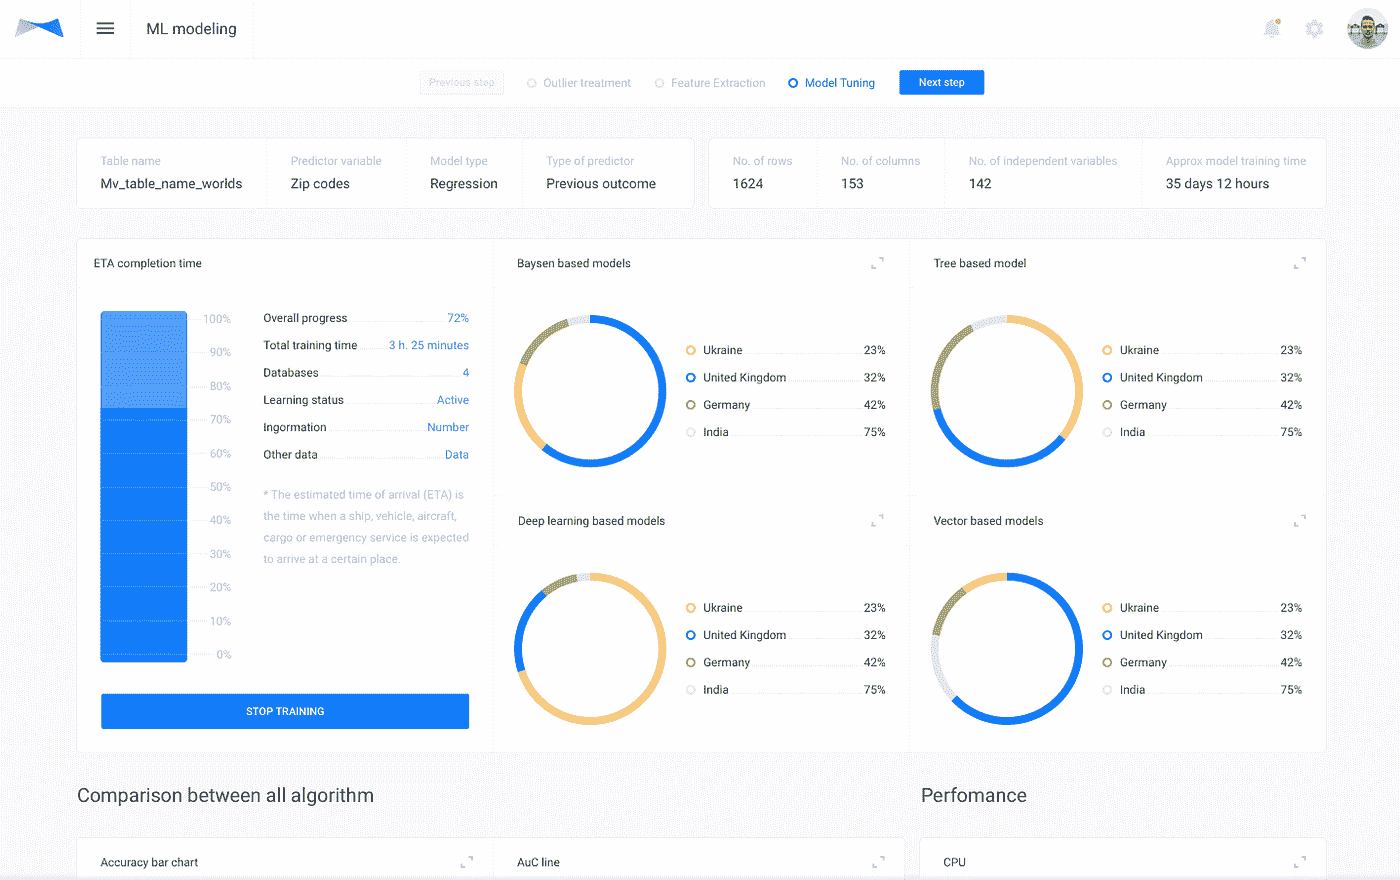 ML modeling
Previous step
Outlier treatment
Feature Extraction
Model Tuning
Next step
Table name
Mv_table_name_worlds
Predictor variable
Zip codes
Model type
Regression
Type of predictor
Previous outcome
No. of rows
1624
No. of columns
153
No. of independent variables
142
Approx model training time
35 days 12 hours
ETA completion time
100%
90%
80%
70%
60%
50%
40%
30%
20%
10%
0%
Overall progress 72%
Total training time 3 h. 25 minutes
Databases 4
Learning status Active
Ingormation Number
Other data Data
* The estimated time of arrival (ETA) is
the time when a ship, vehicle, aircraft,
cargo or emergency service is expected
to arrive at a certain place.
STOP TRAINING
Baysen based models
Ukraine 23%
United Kingdom 32%
Germany 42%
India 75%
Tree based model
Ukraine 23%
United Kingdom 32%
Germany 42%
India 75%
Deep learning based models
Ukraine 23%
United Kingdom 32%
Germany 42%
India 75%
Vector based models
Ukraine 23%
United Kingdom 32%
Germany 42%
India 75%
Comparison between all algorithm
Accuracy bar chart
AuC line
Perfomance
CPU